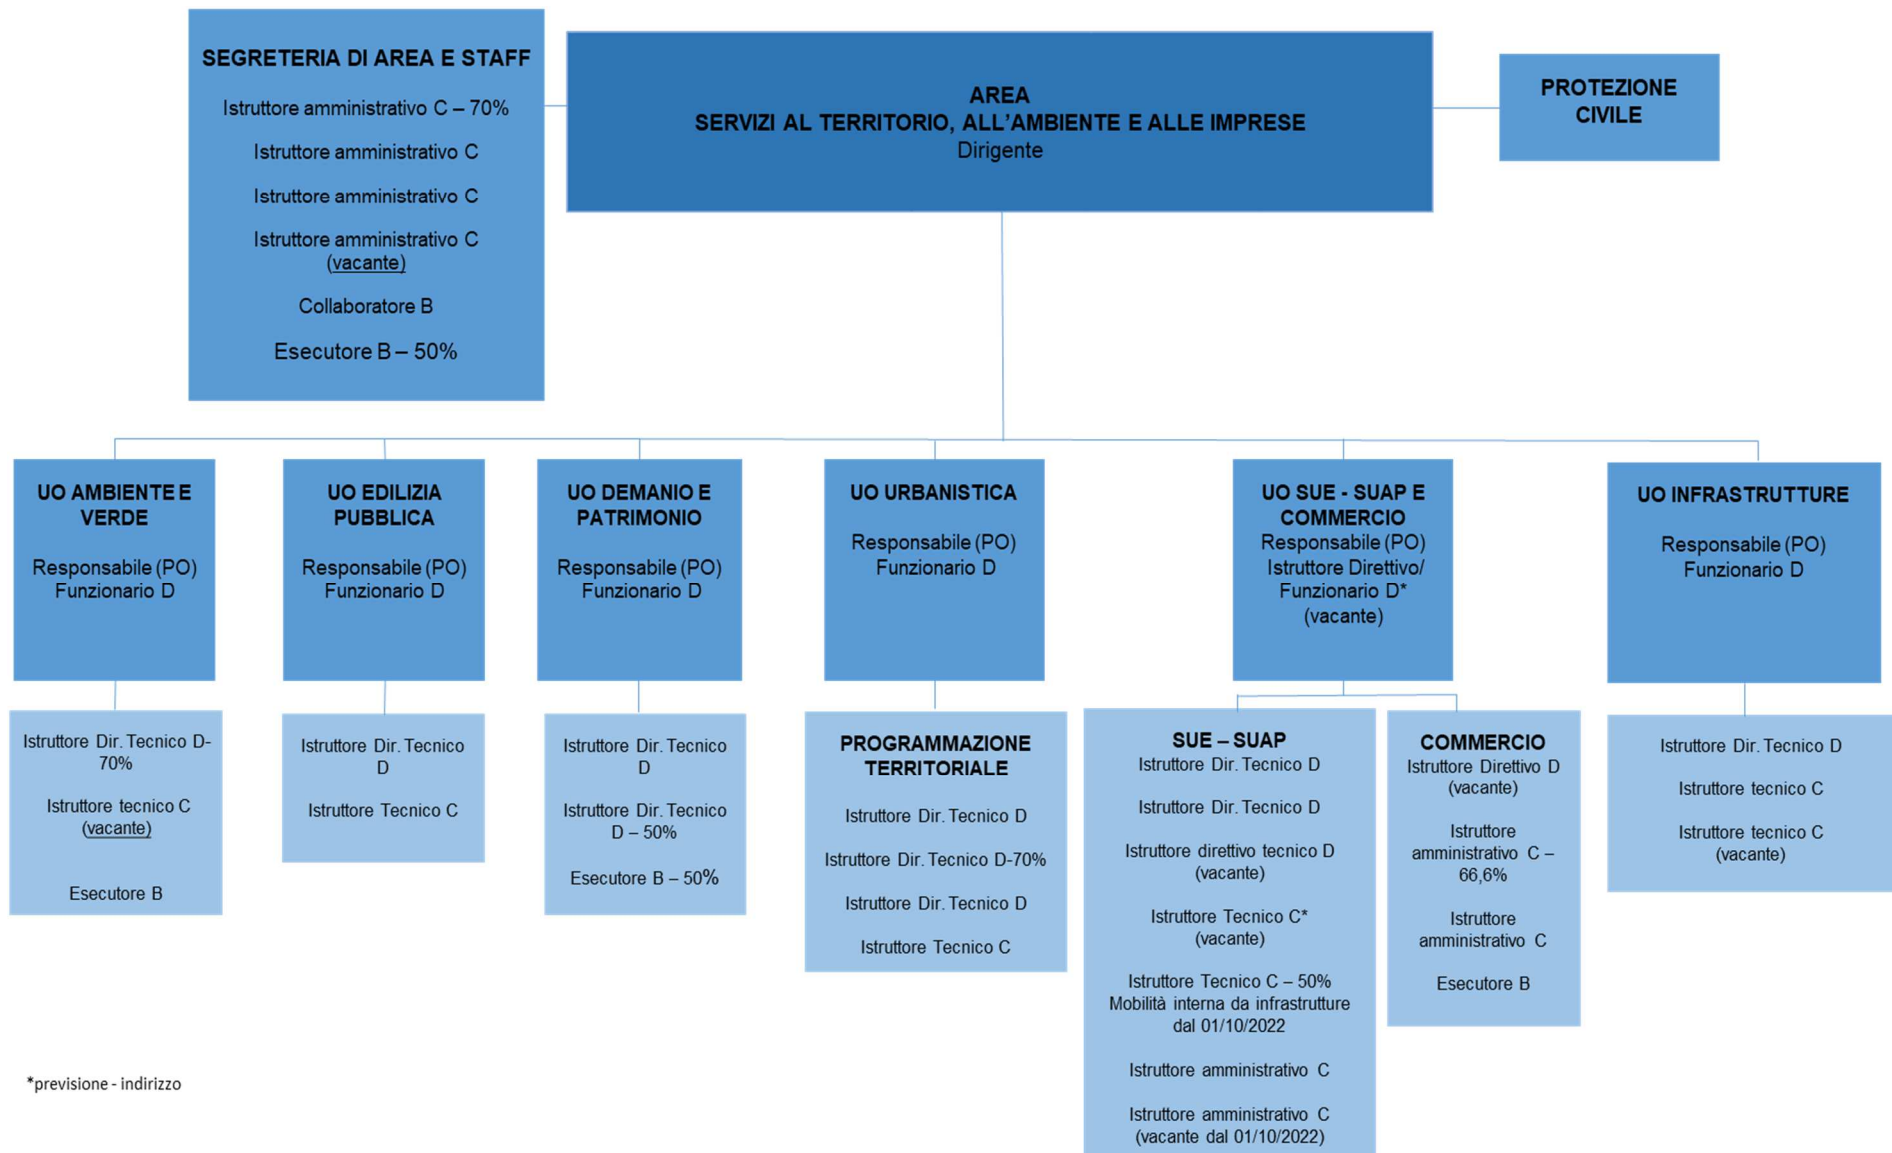 SEGRETERIA DI AREA E STAFF
Istruttore amministrativo C – 70%
Istruttore amministrativo C
Istruttore amministrativo C
Istruttore amministrativo C
(vacante)
Collaboratore B
Esecutore B – 50%
AREA
SERVIZI AL TERRITORIO, ALL'AMBIENTE E ALLE IMPRESE
Dirigente
PROTEZIONE
CIVILE
UO AMBIENTE E
VERDE
Responsabile (PO)
Funzionario D
UO EDILIZIA
PUBBLICA
Responsabile (PO)
Funzionario D
UO DEMANIO E
PATRIMONIO
Responsabile (PO)
Funzionario D
UO URBANISTICA
Responsabile (PO)
Funzionario D
UO SUE - SUAP E
COMMERCIO
Responsabile (PO)
Istruttore Direttivo/
Funzionario D*
(vacante)
UO INFRASTRUTTURE
Responsabile (PO)
Funzionario D
Istruttore Dir. Tecnico D-
70%
Istruttore tecnico C
(vacante)
Esecutore B
Istruttore Dir. Tecnico
D
Istruttore Tecnico C
Istruttore Dir. Tecnico
D
Istruttore Dir. Tecnico
D – 50%
Esecutore B – 50%
PROGRAMMAZIONE
TERRITORIALE
Istruttore Dir. Tecnico D
Istruttore Dir. Tecnico D-70%
Istruttore Dir. Tecnico D
Istruttore Tecnico C
SUE – SUAP
Istruttore Dir. Tecnico D
Istruttore Dir. Tecnico D
Istruttore direttivo tecnico D
(vacante)
Istruttore Tecnico C*
(vacante)
Istruttore Tecnico C – 50%
Mobilità interna da infrastrutture
dal 01/10/2022
Istruttore amministrativo C
Istruttore amministrativo C
(vacante dal 01/10/2022)
COMMERCIO
Istruttore Direttivo D
(vacante)
Istruttore
amministrativo C –
66,6%
Istruttore
amministrativo C
Esecutore B
Istruttore Dir. Tecnico D
Istruttore tecnico C
Istruttore tecnico C
(vacante)
*previsione - indirizzo